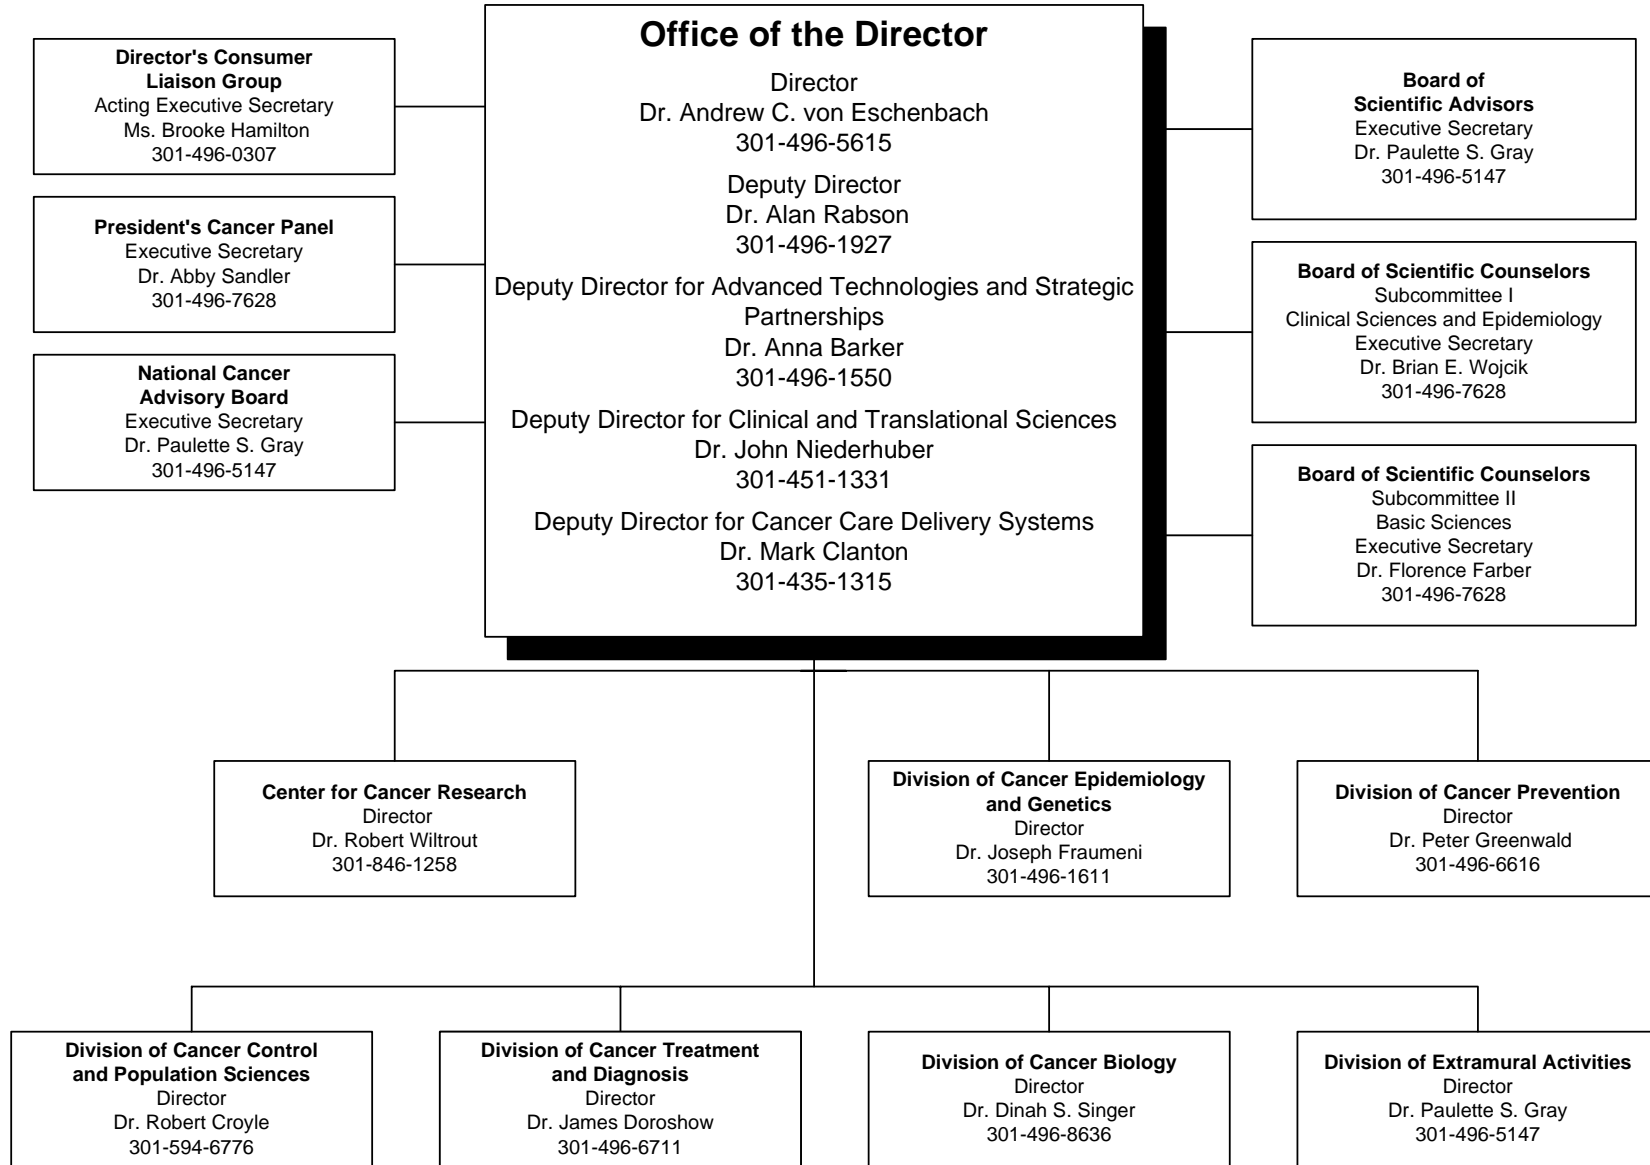 Office of the Director
Director
Dr. Andrew C. von Eschenbach
301-496-5615
Deputy Director
Dr. Alan Rabson
301-496-1927
Deputy Director for Advanced Technologies and Strategic
Partnerships
Dr. Anna Barker
301-496-1550
Deputy Director for Clinical and Translational Sciences
Dr. John Niederhuber
301-451-1331
Deputy Director for Cancer Care Delivery Systems
Dr. Mark Clanton
301-435-1315
Director's Consumer
Liaison Group
Acting Executive Secretary
Ms. Brooke Hamilton
301-496-0307
President's Cancer Panel
Executive Secretary
Dr. Abby Sandler
301-496-7628
National Cancer
Advisory Board
Executive Secretary
Dr. Paulette S. Gray
301-496-5147
Board of
Scientific Advisors
Executive Secretary
Dr. Paulette S. Gray
301-496-5147
Board of Scientific Counselors
Subcommittee I
Clinical Sciences and Epidemiology
Executive Secretary
Dr. Brian E. Wojcik
301-496-7628
Board of Scientific Counselors
Subcommittee II
Basic Sciences
Executive Secretary
Dr. Florence Farber
301-496-7628
Center for Cancer Research
Director
Dr. Robert Wiltrout
301-846-1258
Division of Cancer Epidemiology
and Genetics
Director
Dr. Joseph Fraumeni
301-496-1611
Division of Cancer Prevention
Director
Dr. Peter Greenwald
301-496-6616
Division of Cancer Control
and Population Sciences
Director
Dr. Robert Croyle
301-594-6776
Division of Cancer Treatment
and Diagnosis
Director
Dr. James Doroshow
301-496-6711
Division of Cancer Biology
Director
Dr. Dinah S. Singer
301-496-8636
Division of Extramural Activities
Director
Dr. Paulette S. Gray
301-496-5147